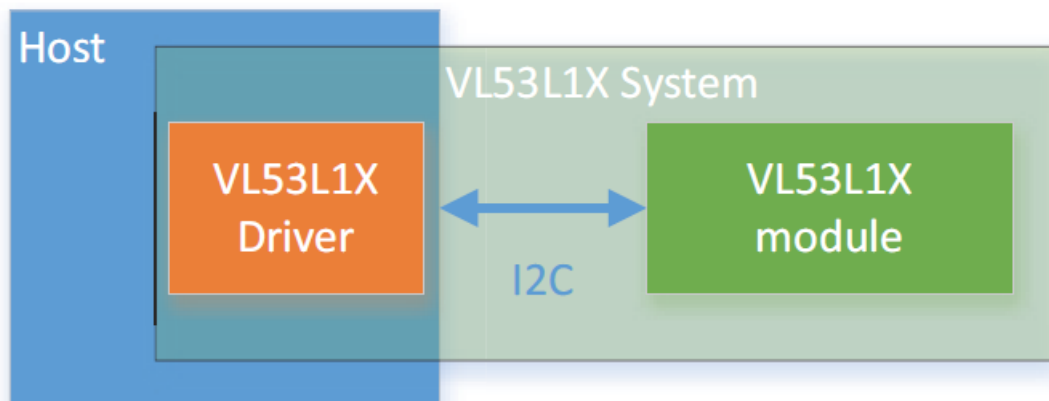 Host
VL53L1X System
VL53L1X
Driver
I2C
VL53L1X
module